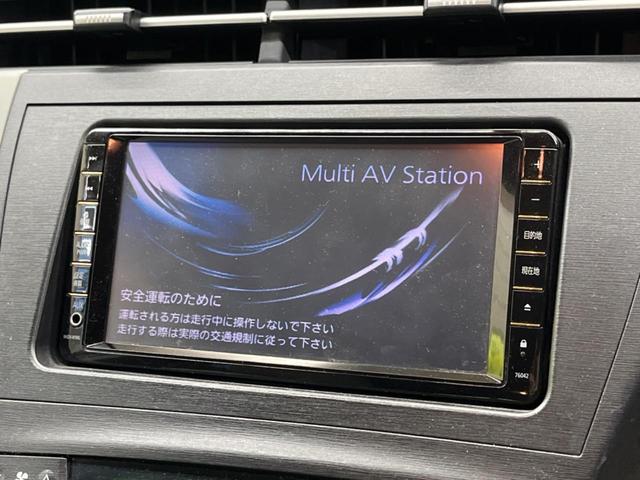 Multi AV Station
安全運転のために
運転される方は走行中に操作しないで下さい
走行する際は実際の交通規制に従って下さい
目的地
現在地
76042